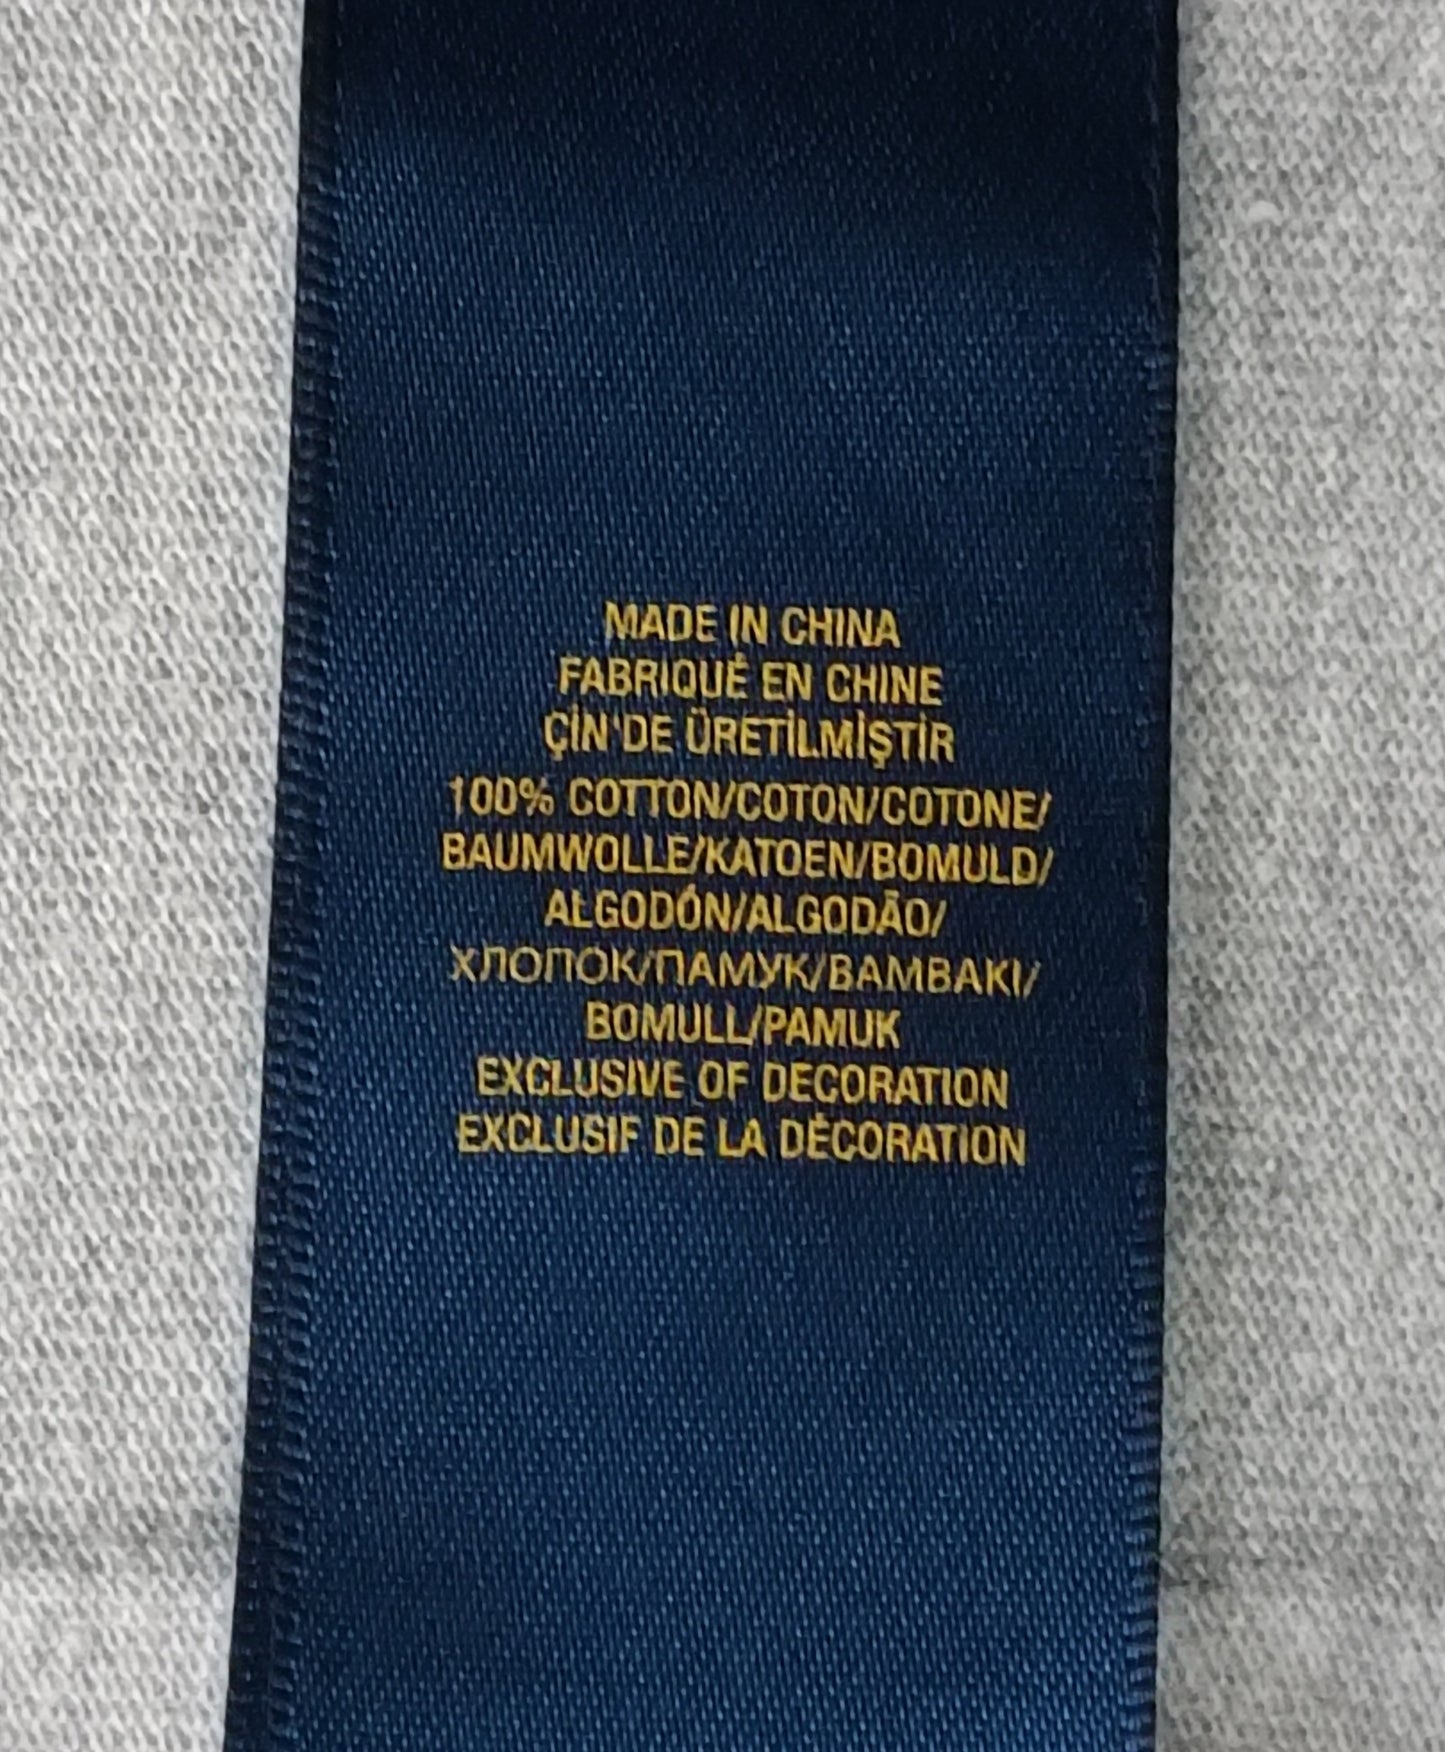 MADE IN CHINA
FABRIQUÉ EN CHINE
ÇİN'DE ÜRETİLMİŞTİR
100% COTTON/COTON/COTONE/
BAUMWOLLE/KATOEN/BOMULD/
ALGODÓN/ALGODÃO/
ХЛОПОК/ПАМУК/ΒΑΜΒΑΚΙ/
BOMULL/PAMUK
EXCLUSIVE OF DECORATION
EXCLUSIF DE LA DÉCORATION